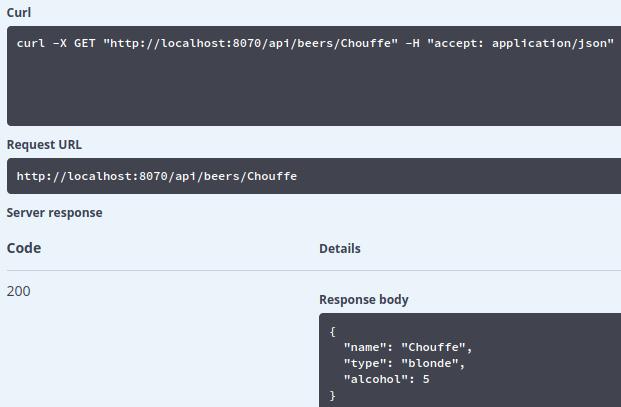 Curl
curl -X GET "http://localhost:8070/api/beers/Chouffe" -H "accept: application/json"
Request URL
http://localhost:8070/api/beers/Chouffe
Server response
Code Details
200
Response body
{
  "name": "Chouffe",
  "type": "blonde",
  "alcohol": 5
}